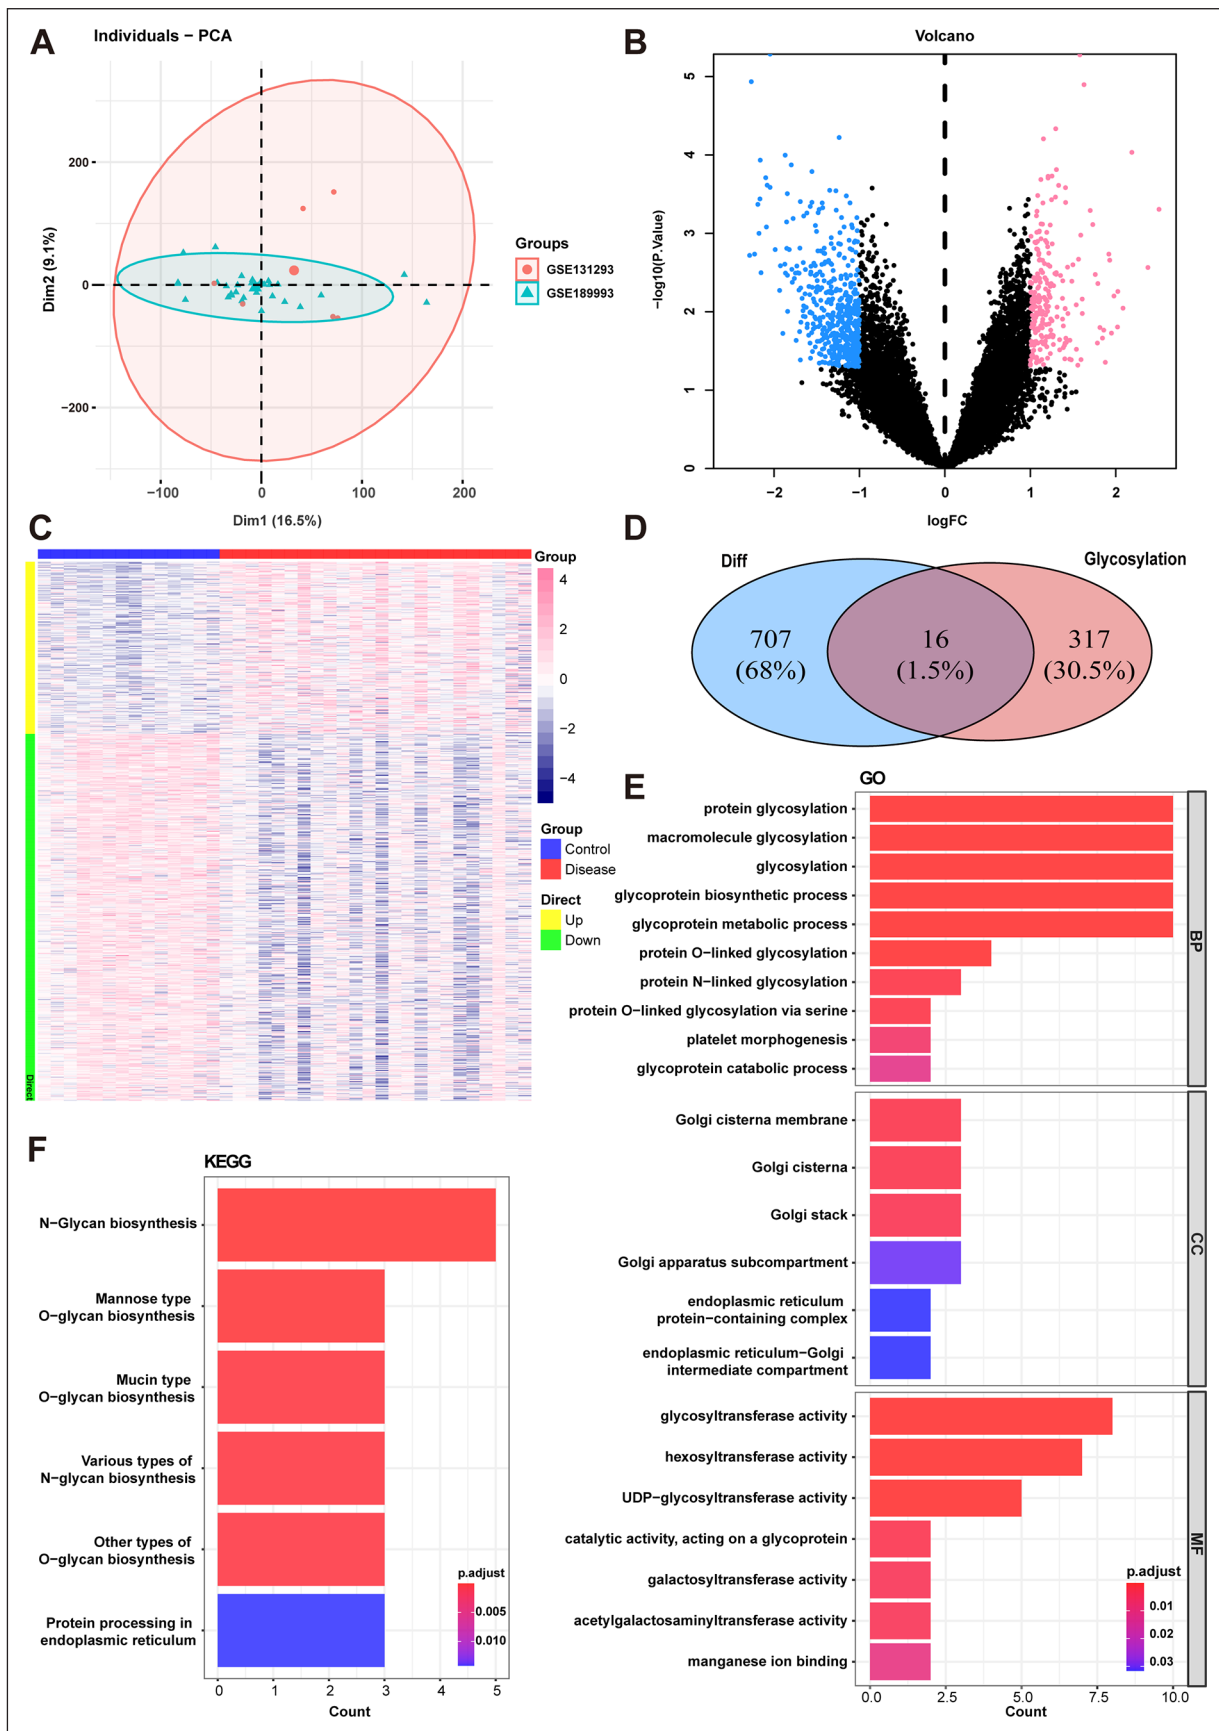 A
Individuals − PCA
Dim2 (9.1%)
200
0
−200
−100
0
100
200
Dim1 (16.5%)
Groups
GSE131293
GSE189993
B
Volcano
−log10(P.Value)
5
4
3
2
1
0
−2
−1
0
1
2
logFC
C
Group
4
2
0
−2
−4
Group
Control
Disease
Direct
Up
Down
Direct
D
Diff
Glycosylation
707
(68%)
16
(1.5%)
317
(30.5%)
E
GO
protein glycosylation
macromolecule glycosylation
glycosylation
glycoprotein biosynthetic process
glycoprotein metabolic process
protein O−linked glycosylation
protein N−linked glycosylation
protein O−linked glycosylation via serine
platelet morphogenesis
glycoprotein catabolic process
BP
Golgi cisterna membrane
Golgi cisterna
Golgi stack
Golgi apparatus subcompartment
endoplasmic reticulum
protein−containing complex
endoplasmic reticulum−Golgi
intermediate compartment
CC
glycosyltransferase activity
hexosyltransferase activity
UDP−glycosyltransferase activity
catalytic activity, acting on a glycoprotein
galactosyltransferase activity
acetylgalactosaminyltransferase activity
manganese ion binding
MF
p.adjust
0.01
0.02
0.03
0.0
2.5
5.0
7.5
10.0
Count
F
KEGG
N−Glycan biosynthesis
Mannose type
O−glycan biosynthesis
Mucin type
O−glycan biosynthesis
Various types of
N−glycan biosynthesis
Other types of
O−glycan biosynthesis
Protein processing in
endoplasmic reticulum
p.adjust
0.005
0.010
0
1
2
3
4
5
Count